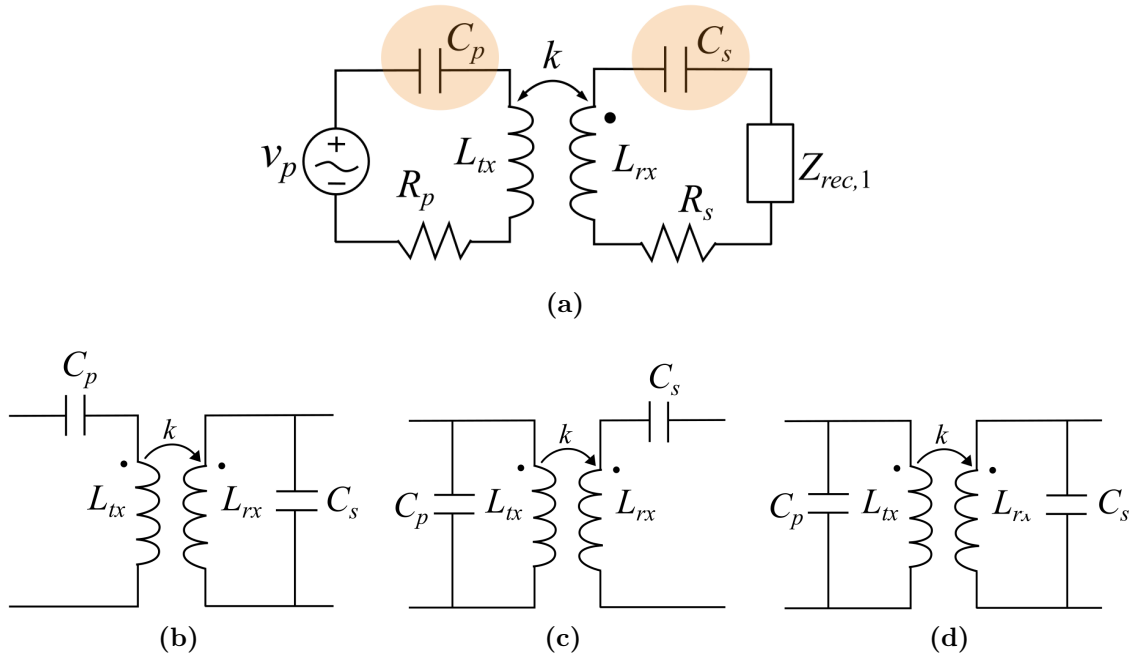 C_p
C_s
k
v_p
+
−
L_tx
L_rx
Z_rec,1
R_p
R_s
(a)
C_p
k
L_tx
L_rx
C_s
(b)
C_s
k
C_p
L_tx
L_rx
(c)
k
C_p
L_tx
L_rx
C_s
(d)